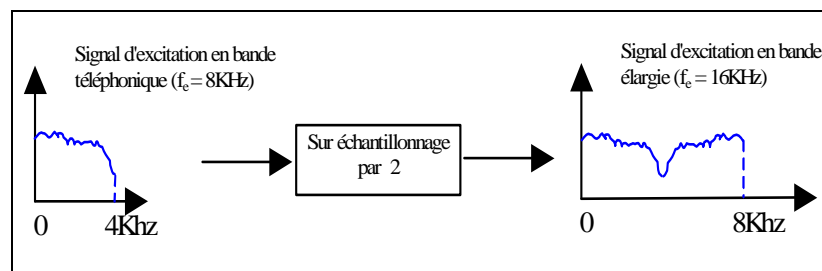 Signal d'excitation en bande
téléphonique (fe = 8KHz)
0
4Khz
Sur échantillonnage
par 2
Signal d'excitation en bande
élargie (fe = 16KHz)
0
8Khz